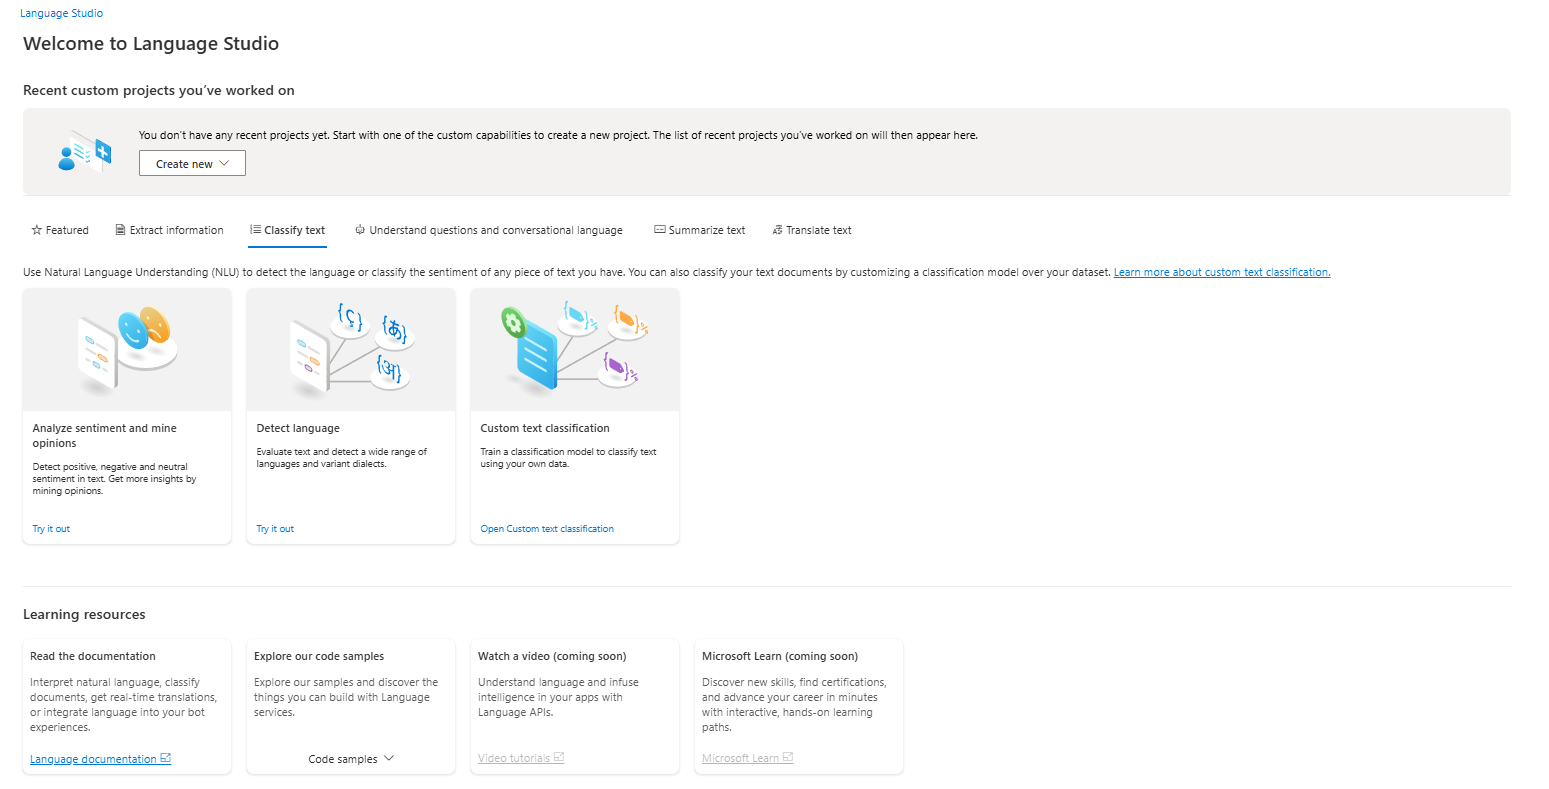 Language Studio
Welcome to Language Studio
Recent custom projects you've worked on
You don't have any recent projects yet. Start with one of the custom capabilities to create a new project. The list of recent projects you've worked on will then appear here.
Create new
Featured
Extract information
Classify text
Understand questions and conversational language
Summarize text
Translate text
Use Natural Language Understanding (NLU) to detect the language or classify the sentiment of any piece of text you have. You can also classify your text documents by customizing a classification model over your dataset. Learn more about custom text classification.
{ç}
{あ}
{अ}
Analyze sentiment and mine
opinions
Detect positive, negative and neutral
sentiment in text. Get more insights by
mining opinions.
Try it out
Detect language
Evaluate text and detect a wide range of
languages and variant dialects.
Try it out
Custom text classification
Train a classification model to classify text
using your own data.
Open Custom text classification
Learning resources
Read the documentation
Interpret natural language, classify
documents, get real-time translations,
or integrate language into your bot
experiences.
Language documentation
Explore our code samples
Explore our samples and discover the
things you can build with Language
services.
Code samples
Watch a video (coming soon)
Understand language and infuse
intelligence in your apps with
Language APIs.
Video tutorials
Microsoft Learn (coming soon)
Discover new skills, find certifications,
and advance your career in minutes
with interactive, hands-on learning
paths.
Microsoft Learn